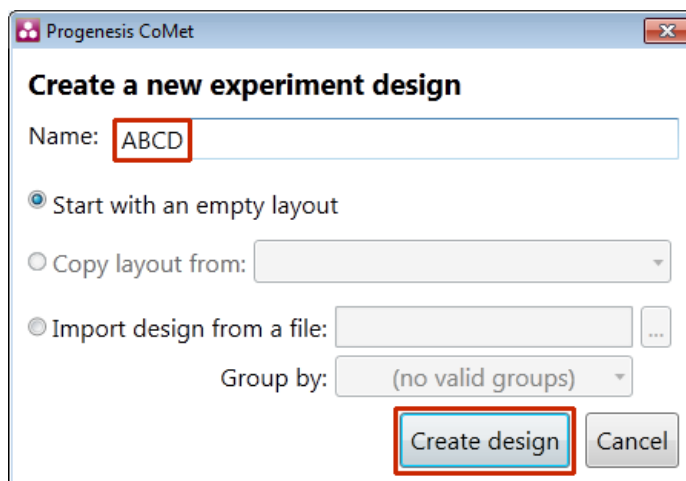 Progenesis CoMet
Create a new experiment design
Name: ABCD
Start with an empty layout
Copy layout from:
Import design from a file: ...
Group by: (no valid groups)
Create design Cancel